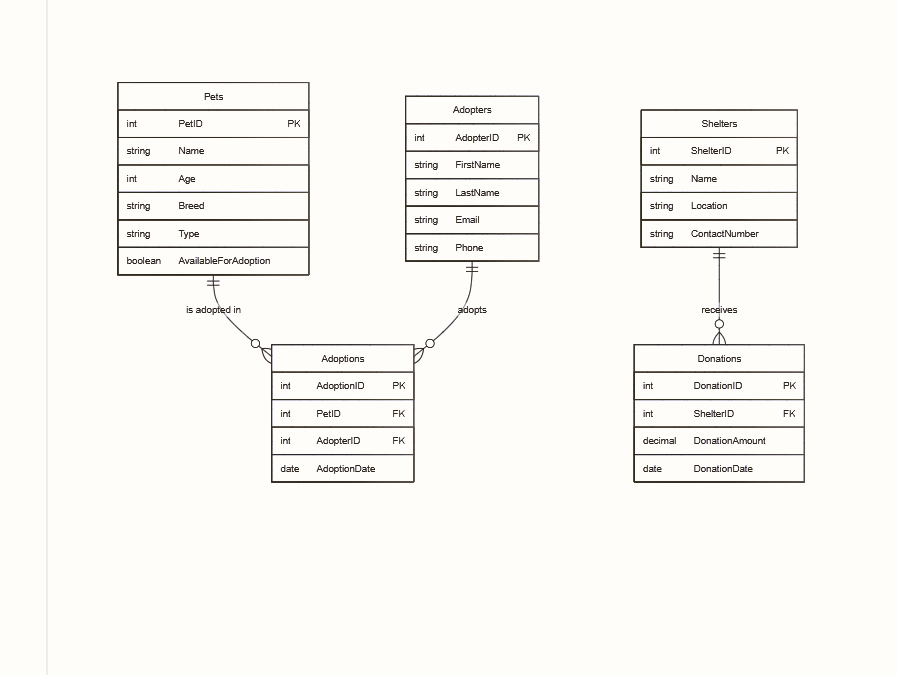 Pets
int PetID PK
string Name
int Age
string Breed
string Type
boolean AvailableForAdoption
Adopters
int AdopterID PK
string FirstName
string LastName
string Email
string Phone
Shelters
int ShelterID PK
string Name
string Location
string ContactNumber
is adopted in
adopts
receives
Adoptions
int AdoptionID PK
int PetID FK
int AdopterID FK
date AdoptionDate
Donations
int DonationID PK
int ShelterID FK
decimal DonationAmount
date DonationDate